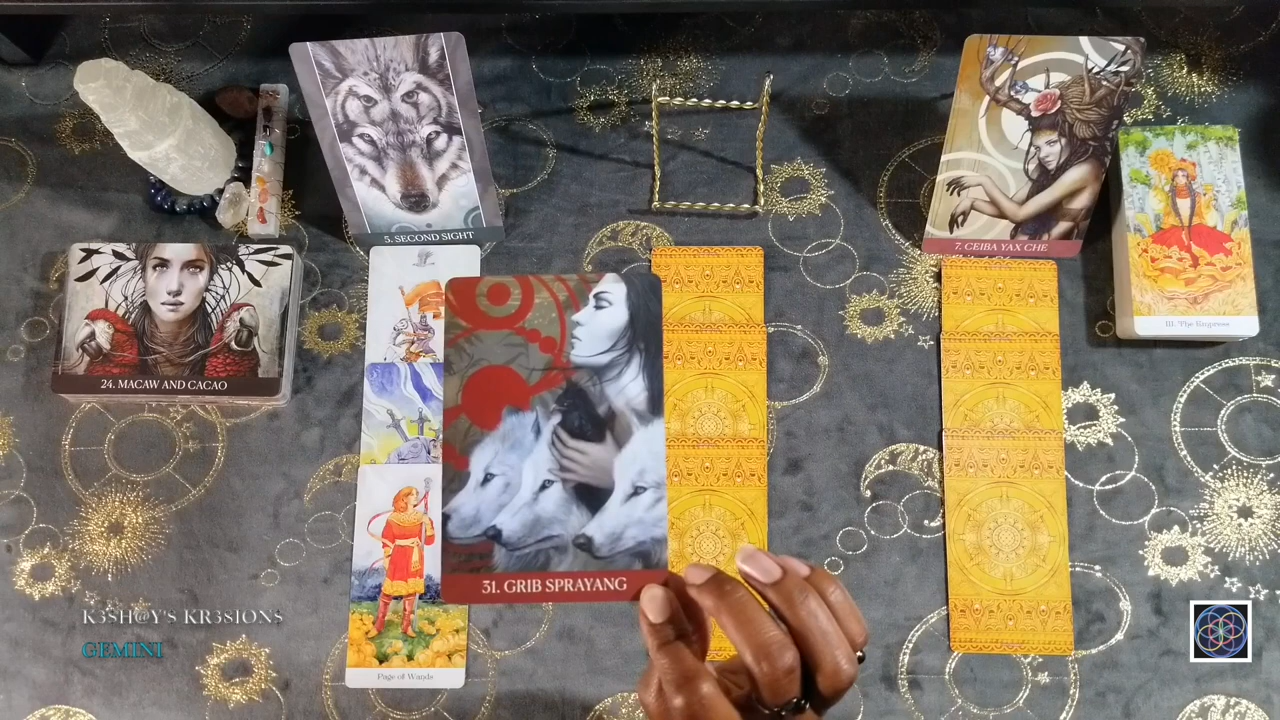 5. SECOND SIGHT
7. CEIBA YAX CHE
III. The Empress
24. MACAW AND CACAO
31. GRIB SPRAYANG
K3SH@Y'S KR3SIONS
GEMINI
Page of Wands